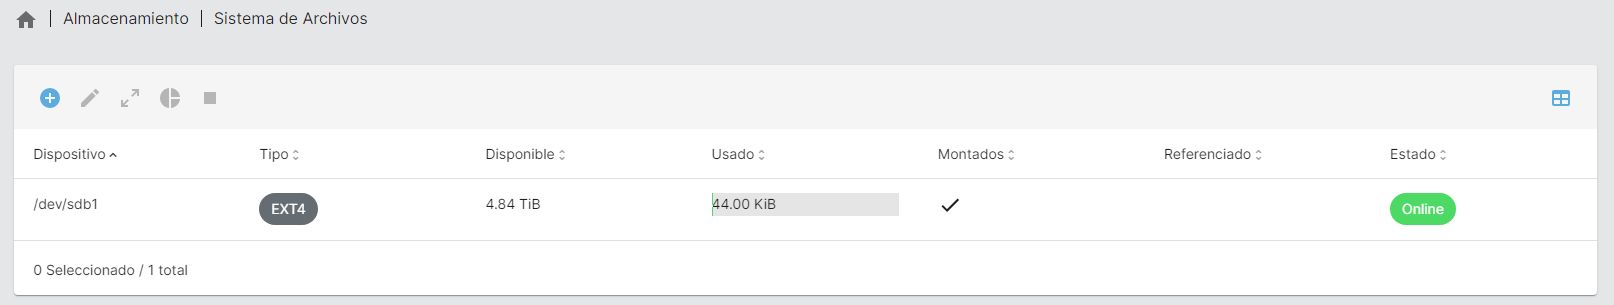 Almacenamiento | Sistema de Archivos
Dispositivo Tipo Disponible Usado Montados Referenciado Estado
/dev/sdb1 EXT4 4.84 TiB 44.00 KiB Online
0 Seleccionado / 1 total